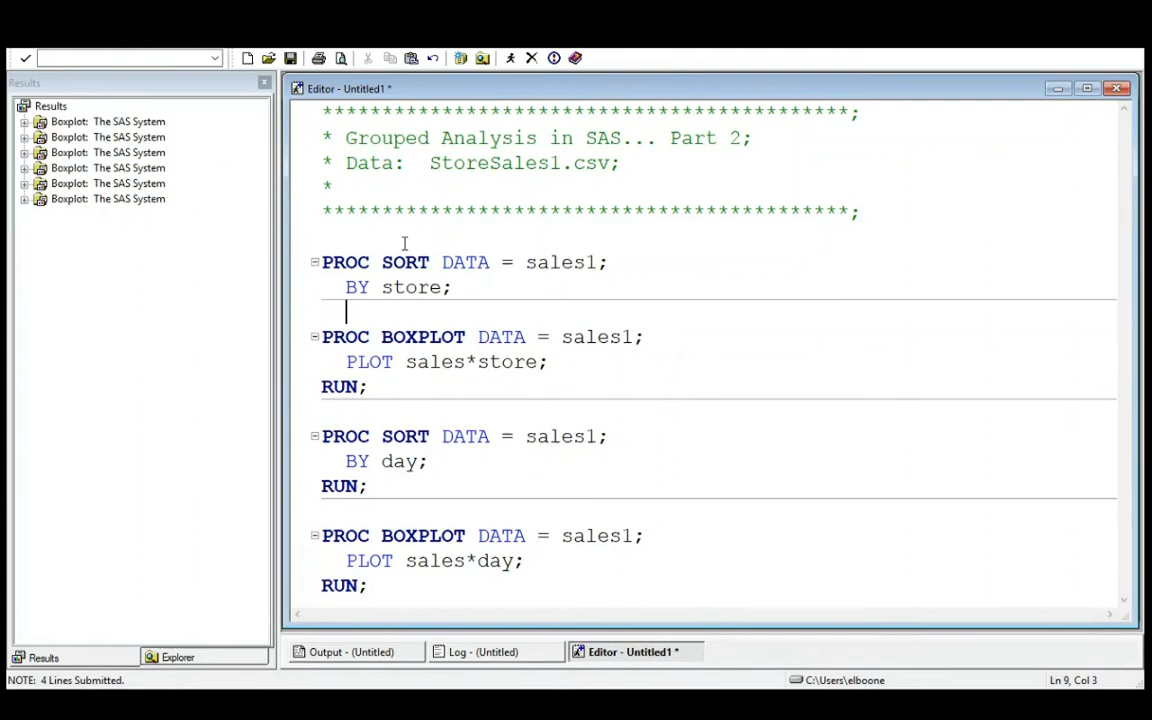 Results
Results
Boxplot: The SAS System
Boxplot: The SAS System
Boxplot: The SAS System
Boxplot: The SAS System
Boxplot: The SAS System
Boxplot: The SAS System
Results
Explorer
Editor - Untitled1 *
********************************************;
* Grouped Analysis in SAS... Part 2;
* Data:  StoreSales1.csv;
*
********************************************;
PROC SORT DATA = sales1;
BY store;
PROC BOXPLOT DATA = sales1;
PLOT sales*store;
RUN;
PROC SORT DATA = sales1;
BY day;
RUN;
PROC BOXPLOT DATA = sales1;
PLOT sales*day;
RUN;
Output - (Untitled)
Log - (Untitled)
Editor - Untitled1 *
NOTE: 4 Lines Submitted.
C:\Users\elboone
Ln 9, Col 3